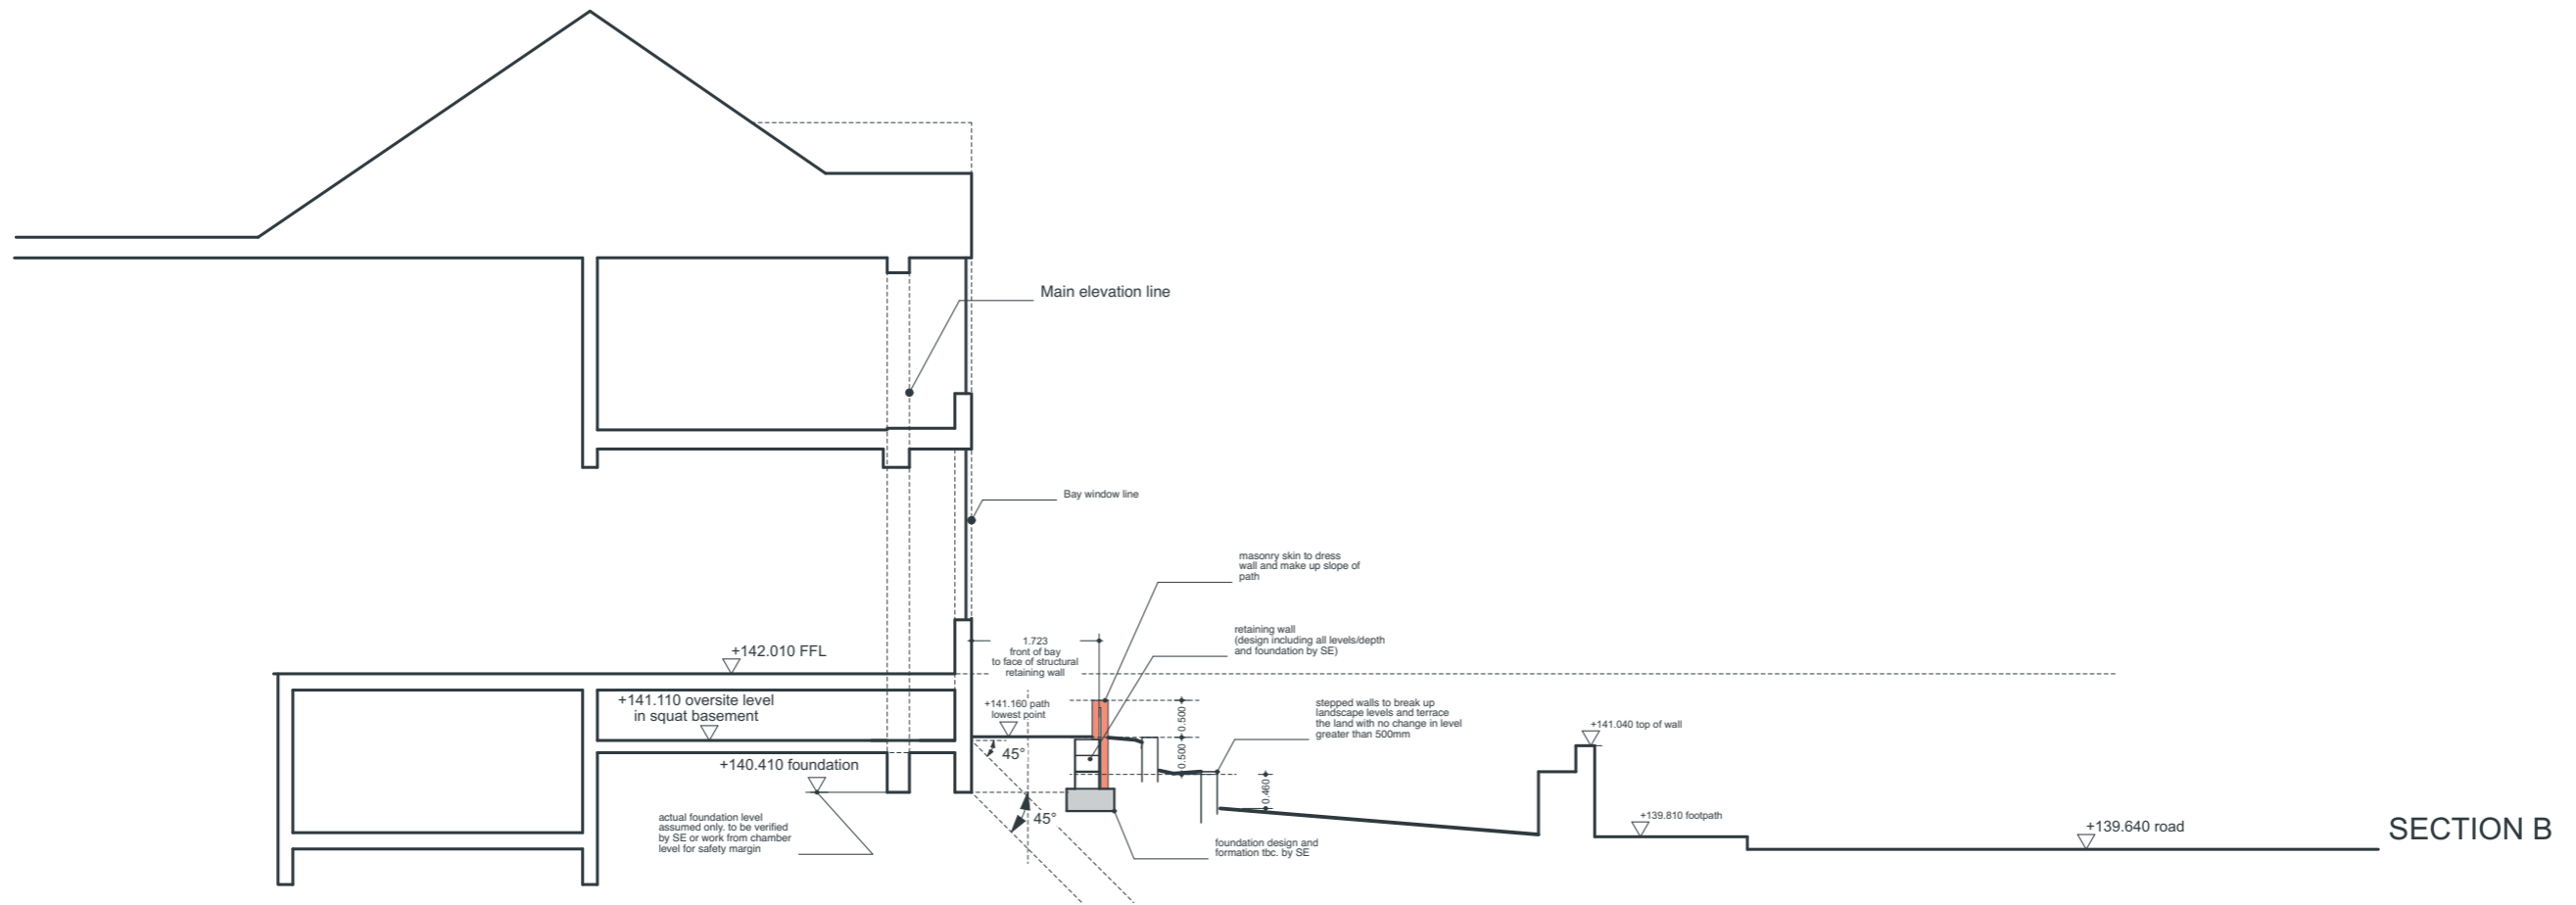 Main elevation line
Bay window line
masonry skin to dress
wall and make up slope of
path
retaining wall
(design including all levels/depth
and foundation by SE)
1.723
front of bay
to face of structural
retaining wall
+142.010 FFL
+141.110 oversite level
in squat basement
+141.160 path
lowest point
stepped walls to break up
landscape levels and terrace
the land with no change in level
greater than 500mm
0.500
0.500
0.460
+141.040 top of wall
45°
45°
+140.410 foundation
actual foundation level
assumed only. to be verified
by SE or work from chamber
level for safety margin
foundation design and
formation tbc. by SE
+139.810 footpath
+139.640 road
SECTION B